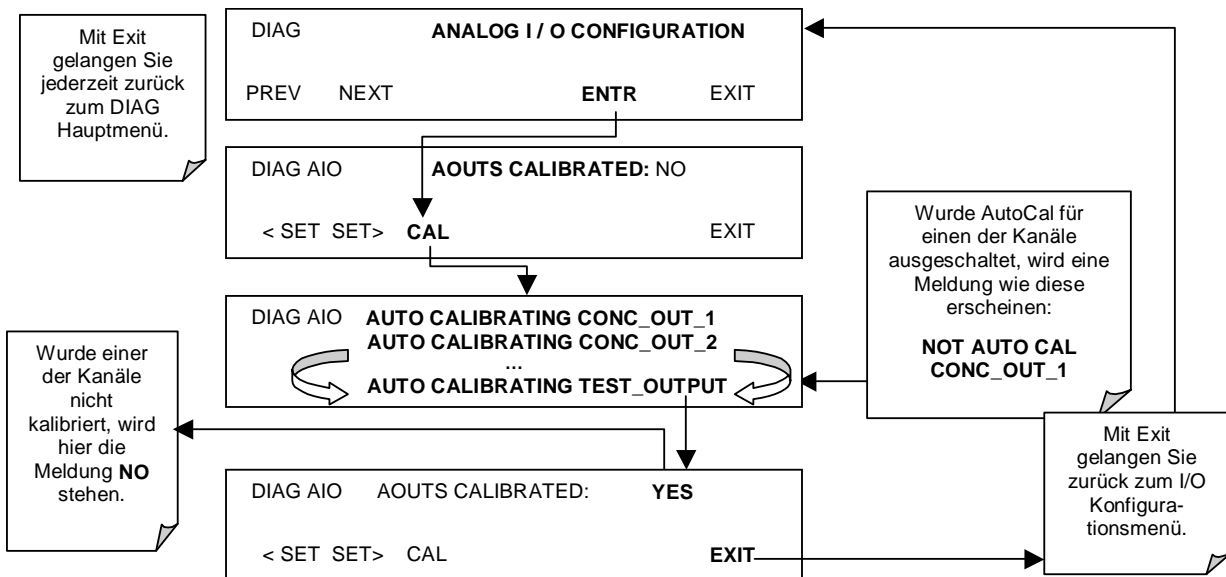 Mit Exit
gelangen Sie
jederzeit zurück
zum DIAG
Hauptmenü.
DIAG ANALOG I / O CONFIGURATION
PREV NEXT ENTR EXIT
DIAG AIO AOUTS CALIBRATED: NO
< SET SET> CAL EXIT
Wurde AutoCal für
einen der Kanäle
ausgeschaltet, wird eine
Meldung wie diese
erscheinen:
NOT AUTO CAL
CONC_OUT_1
DIAG AIO AUTO CALIBRATING CONC_OUT_1
AUTO CALIBRATING CONC_OUT_2
...
AUTO CALIBRATING TEST_OUTPUT
Wurde einer
der Kanäle
nicht
kalibriert, wird
hier die
Meldung NO
stehen.
DIAG AIO AOUTS CALIBRATED: YES
< SET SET> CAL EXIT
Mit Exit
gelangen Sie
zurück zum I/O
Konfigura-
tionsmenü.